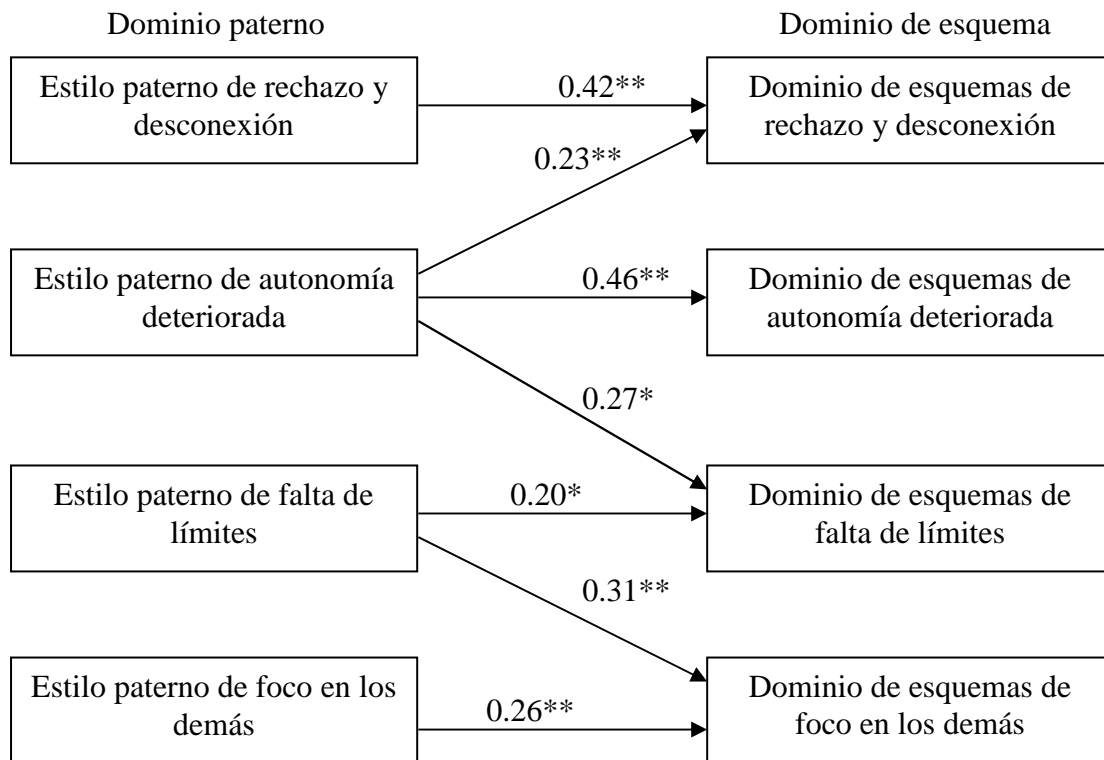 Dominio paterno
Dominio de esquema
Estilo paterno de rechazo y
desconexión
0.42**
Dominio de esquemas de
rechazo y desconexión
0.23**
Estilo paterno de autonomía
deteriorada
0.46**
Dominio de esquemas de
autonomía deteriorada
0.27*
Estilo paterno de falta de
límites
0.20*
Dominio de esquemas de
falta de límites
0.31**
Estilo paterno de foco en los
demás
0.26**
Dominio de esquemas de
foco en los demás